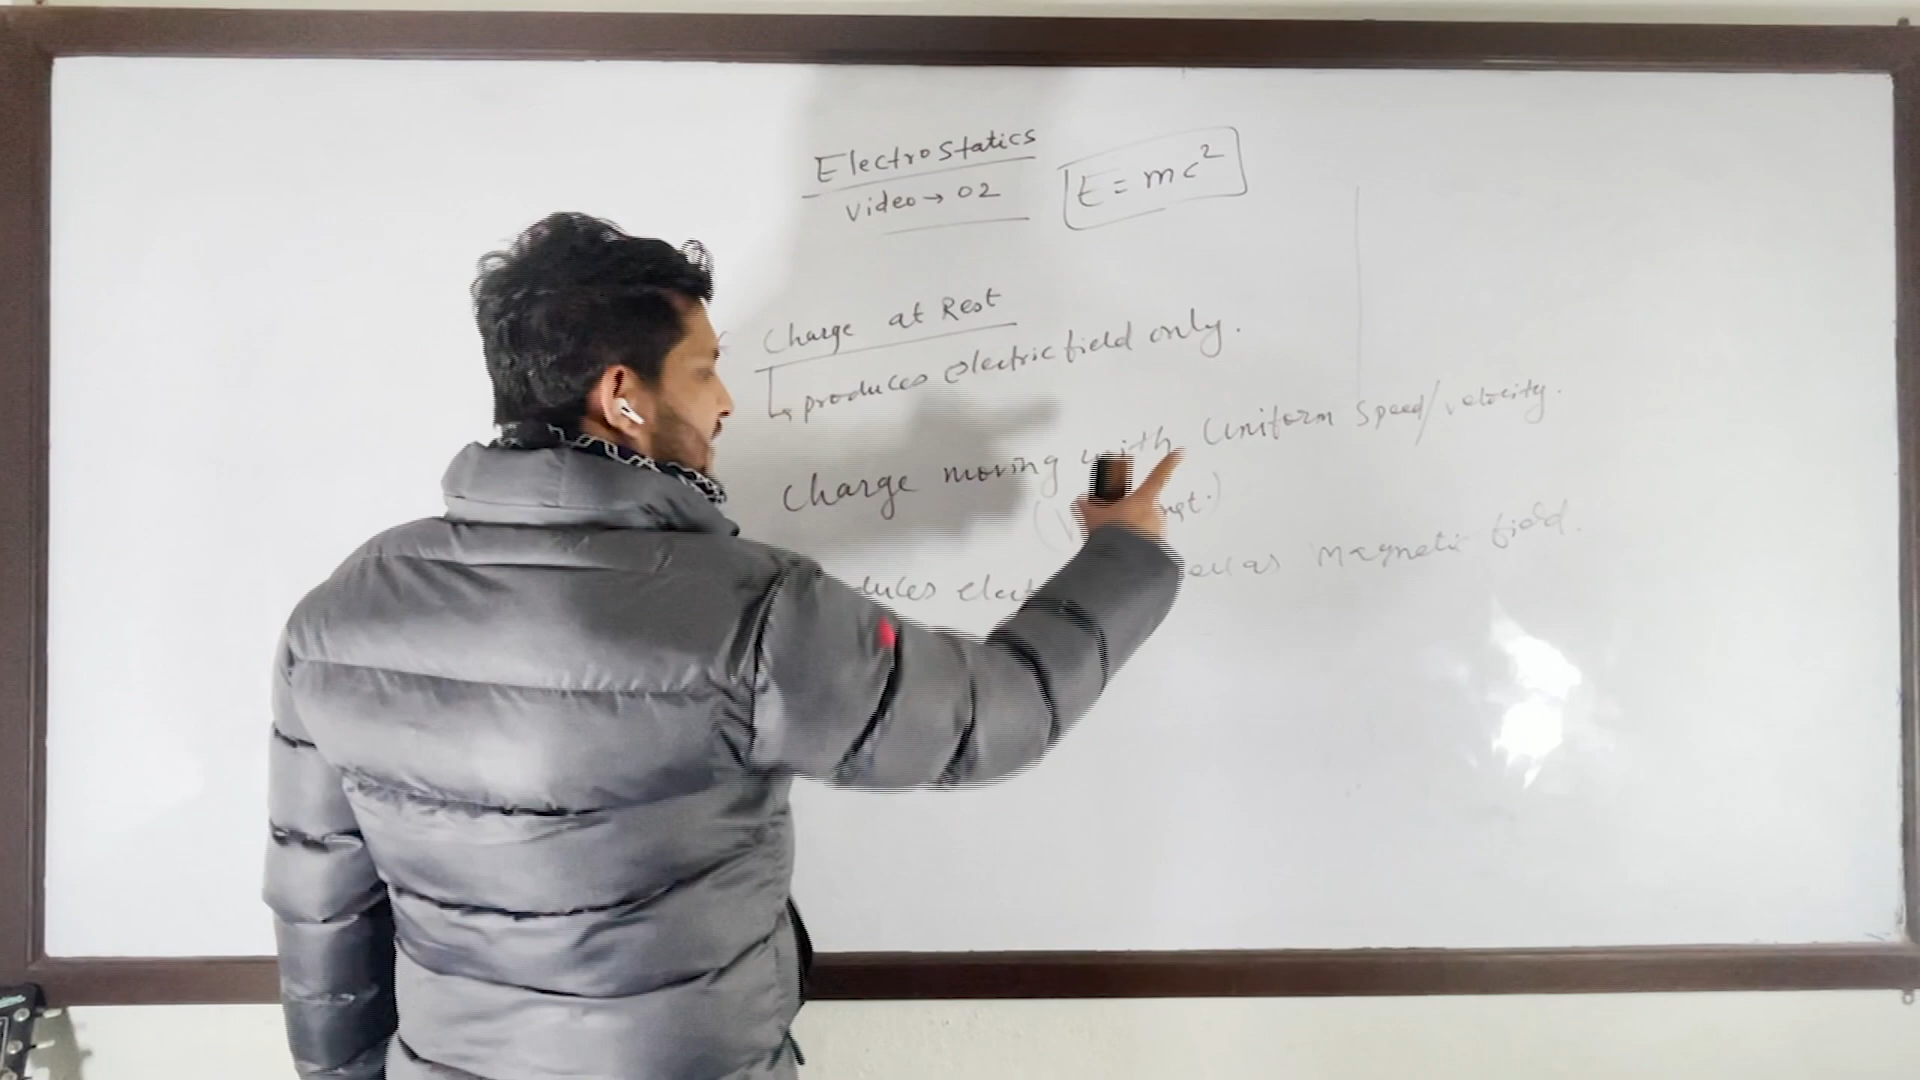 Electrostatics
Video → 02
E = mc²
Charge at Rest
↳ produces electric field only.
Charge moving with Uniform Speed/velocity.
as Magnetic field.